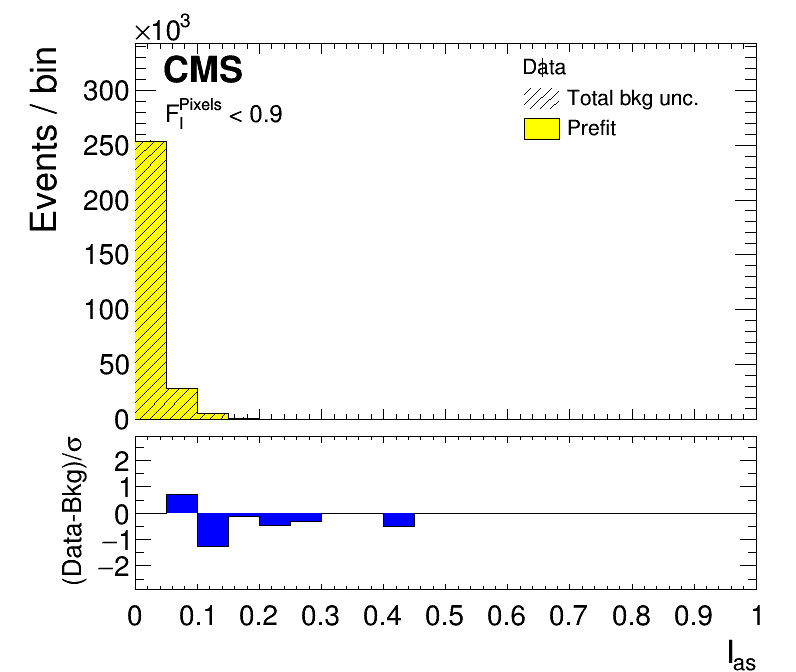 ×10³
CMS
F_I^Pixels < 0.9
Data
Total bkg unc.
Prefit
Events / bin
300
250
200
150
100
50
0
(Data-Bkg)/σ
2
1
0
−1
−2
0 0.1 0.2 0.3 0.4 0.5 0.6 0.7 0.8 0.9 1
I_as